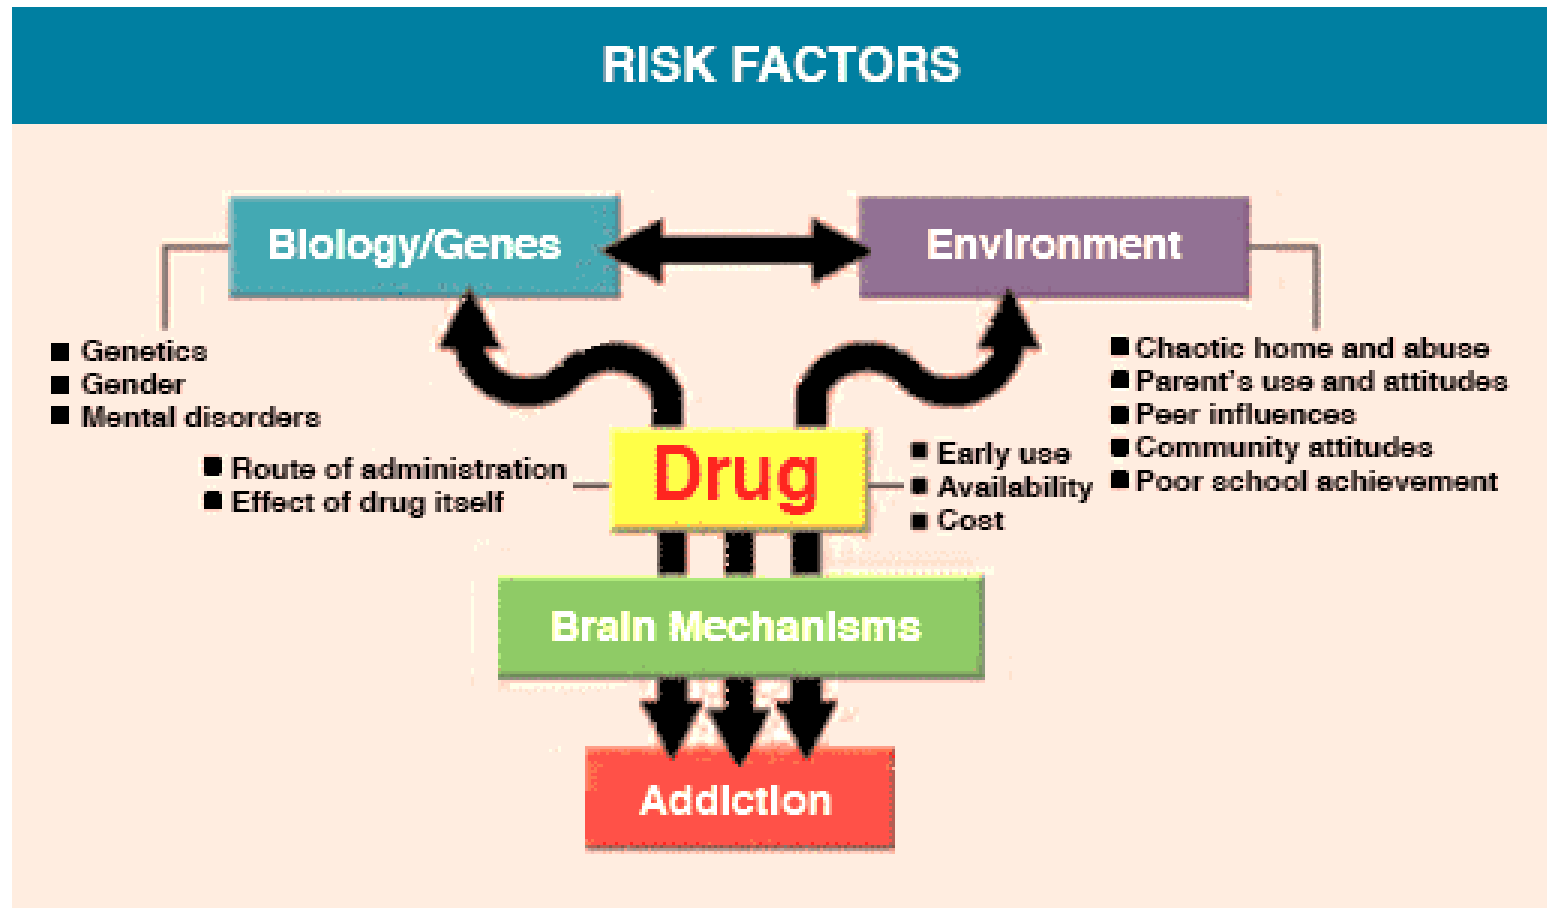 RISK FACTORS
Biology/Genes
Environment
■ Genetics
■ Gender
■ Mental disorders
■ Chaotic home and abuse
■ Parent's use and attitudes
■ Peer influences
■ Community attitudes
■ Poor school achievement
■ Route of administration
■ Effect of drug itself
Drug
■ Early use
■ Availability
■ Cost
Brain Mechanisms
Addiction